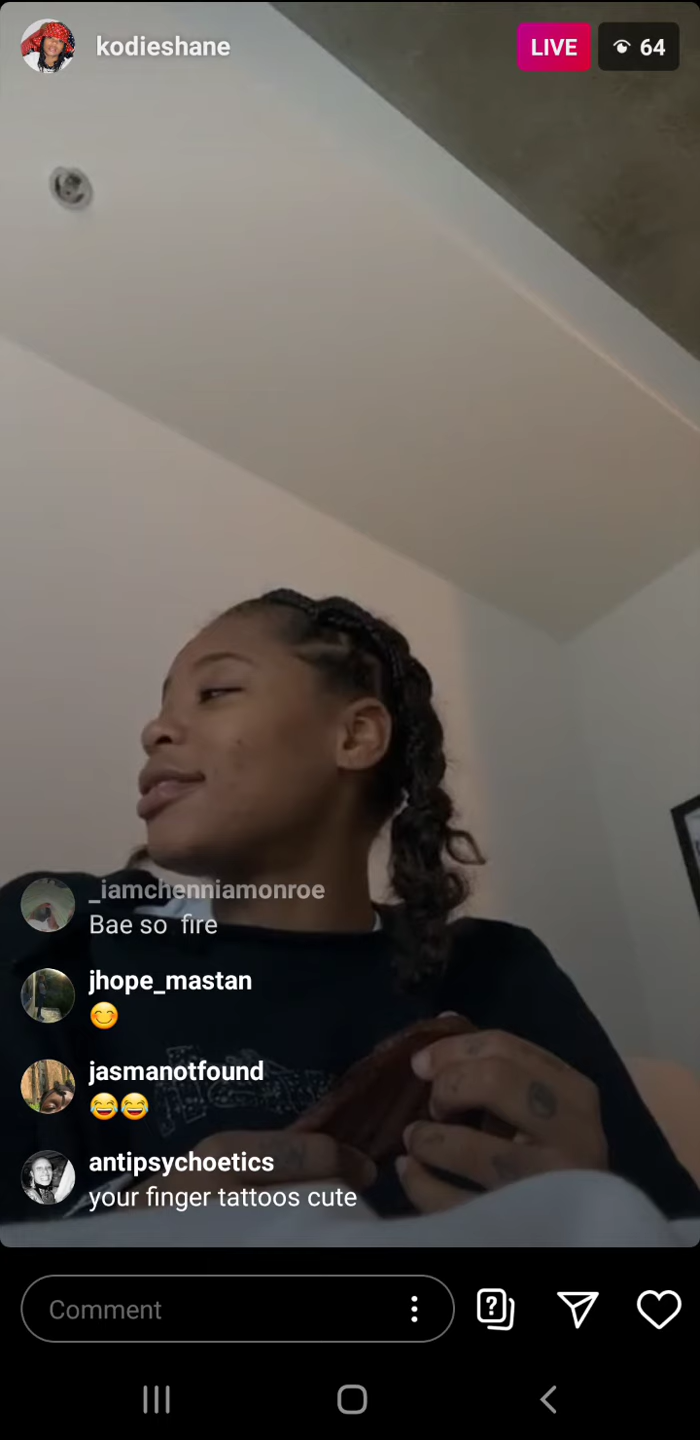 kodieshane
LIVE
64
_iamchenniamonroe
Bae so fire
jhope_mastan
😊
jasmanotfound
😂😂
antipsychoetics
your finger tattoos cute
Comment